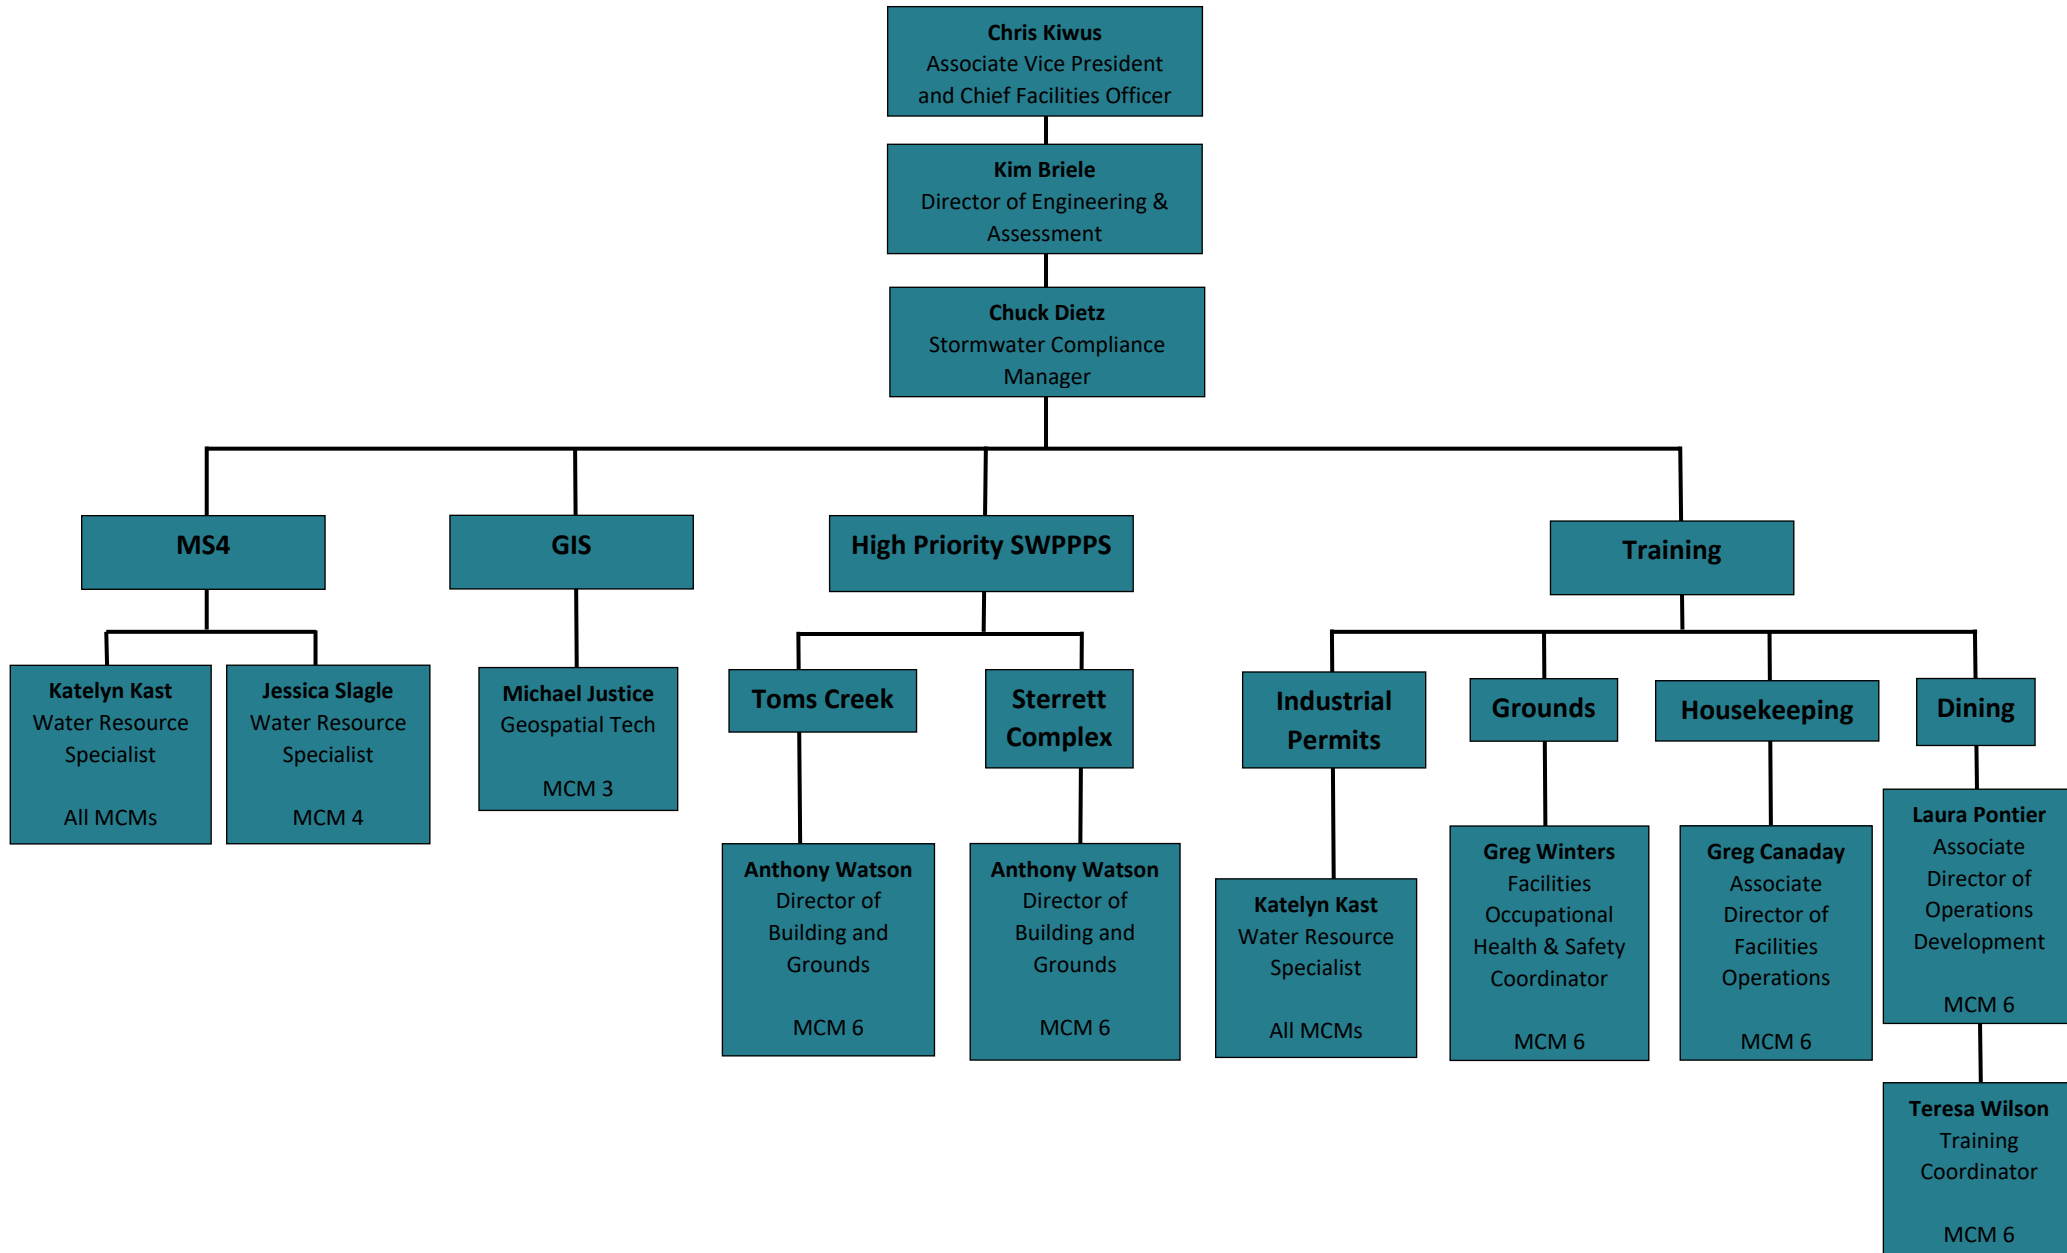 Chris Kiwus
Associate Vice President
and Chief Facilities Officer
Kim Briele
Director of Engineering &
Assessment
Chuck Dietz
Stormwater Compliance
Manager
MS4
GIS
High Priority SWPPPS
Training
Katelyn Kast
Water Resource
Specialist
All MCMs
Jessica Slagle
Water Resource
Specialist
MCM 4
Michael Justice
Geospatial Tech
MCM 3
Toms Creek
Sterrett
Complex
Industrial
Permits
Grounds
Housekeeping
Dining
Anthony Watson
Director of
Building and
Grounds
MCM 6
Anthony Watson
Director of
Building and
Grounds
MCM 6
Katelyn Kast
Water Resource
Specialist
All MCMs
Greg Winters
Facilities
Occupational
Health & Safety
Coordinator
MCM 6
Greg Canaday
Associate
Director of
Facilities
Operations
MCM 6
Laura Pontier
Associate
Director of
Operations
Development
MCM 6
Teresa Wilson
Training
Coordinator
MCM 6